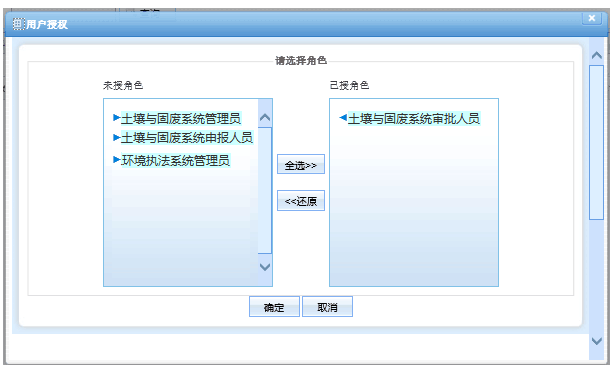 用户授权
请选择角色
未授角色
已授角色
土壤与固废系统管理员
土壤与固废系统申报人员
环境执法系统管理员
全选>>
<<还原
土壤与固废系统审批人员
确定
取消